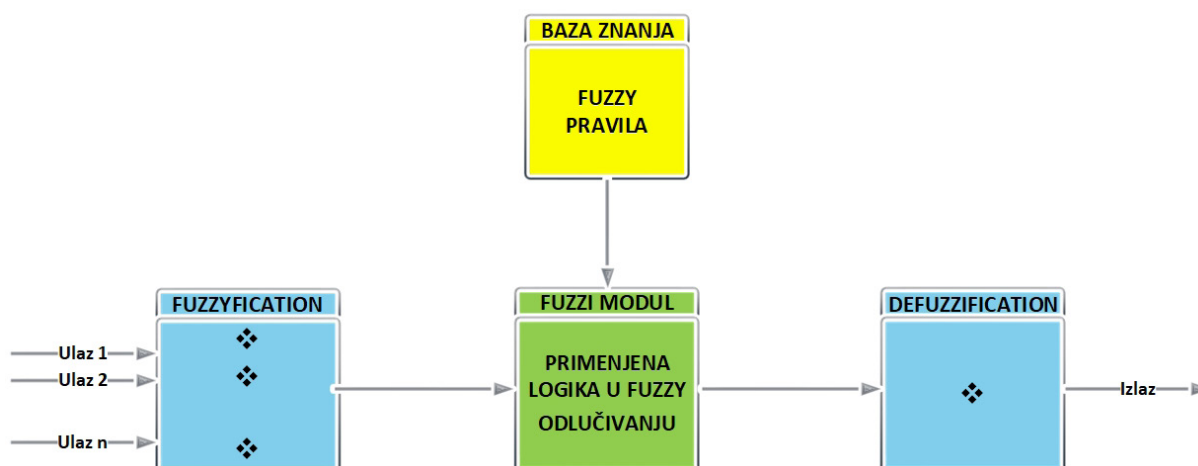 BAZA ZNANJA
FUZZY
PRAVILA
FUZZYFICATION
FUZZI MODUL
DEFUZZIFICATION
Ulaz 1
Ulaz 2
Ulaz n
PRIMENJENA
LOGIKA U FUZZY
ODLUČIVANJU
Izlaz